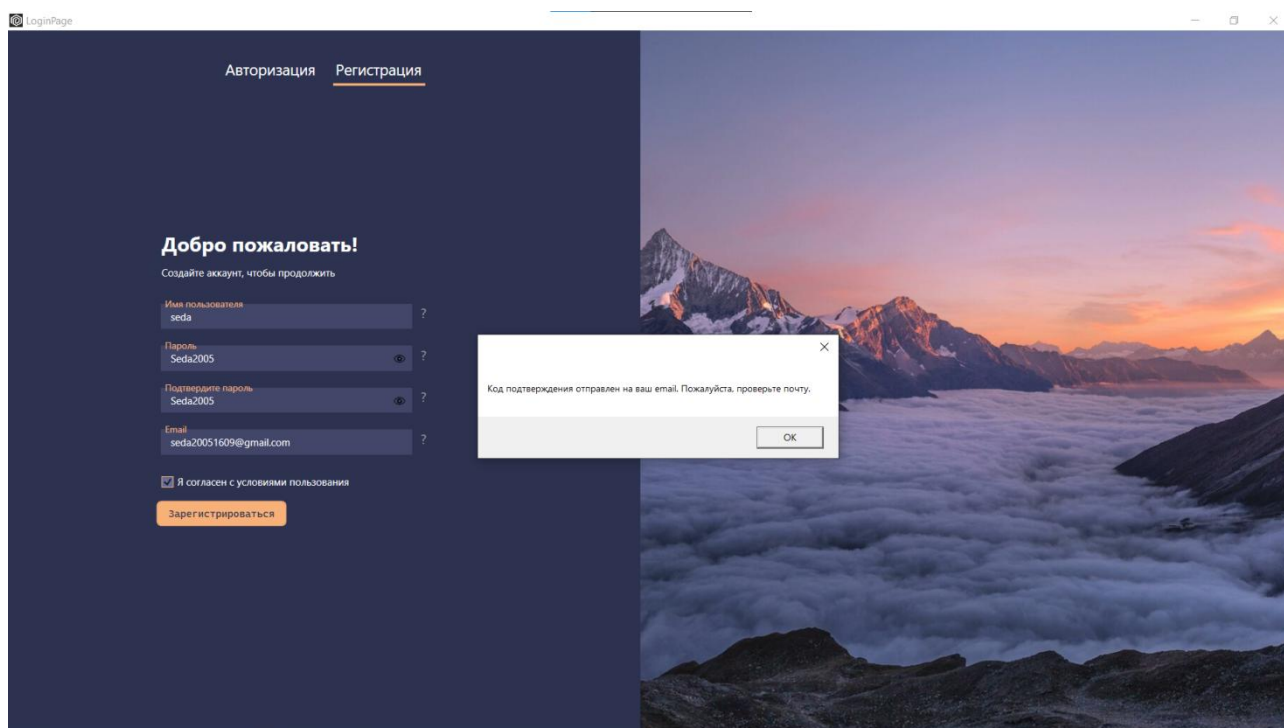 LoginPage
Авторизация Регистрация
Добро пожаловать!
Создайте аккаунт, чтобы продолжить
Имя пользователя
seda
?
Пароль
Seda2005
?
Подтвердите пароль
Seda2005
?
Email
seda20051609@gmail.com
?
Я согласен с условиями пользования
Зарегистрироваться
Код подтверждения отправлен на ваш email. Пожалуйста, проверьте почту.
OK